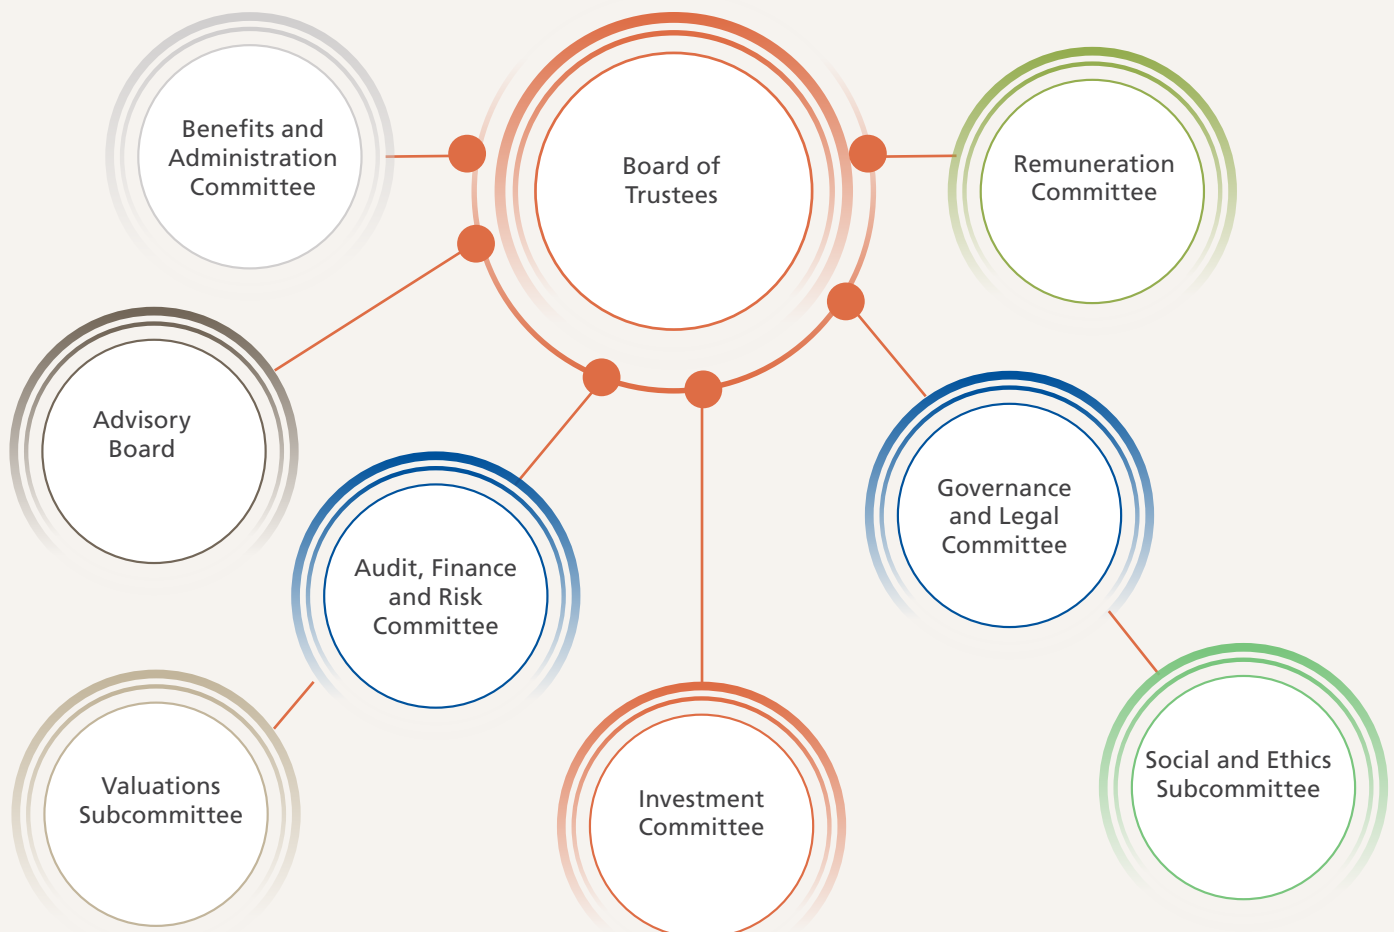 Benefits and
Administration
Committee
Board of
Trustees
Remuneration
Committee
Advisory
Board
Audit, Finance
and Risk
Committee
Governance
and Legal
Committee
Valuations
Subcommittee
Investment
Committee
Social and Ethics
Subcommittee